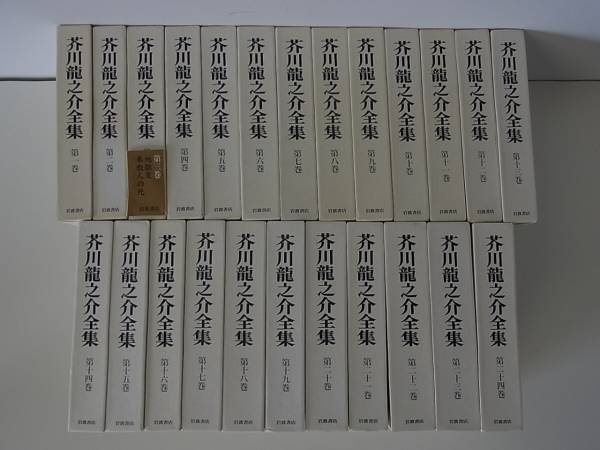 芥川龍之介全集 第一巻 岩波書店
芥川龍之介全集 第二巻 岩波書店
芥川龍之介全集 第三巻 地獄変 奉教人の死 岩波書店
芥川龍之介全集 第四巻 岩波書店
芥川龍之介全集 第五巻 岩波書店
芥川龍之介全集 第六巻 岩波書店
芥川龍之介全集 第七巻 岩波書店
芥川龍之介全集 第八巻 岩波書店
芥川龍之介全集 第九巻 岩波書店
芥川龍之介全集 第十巻 岩波書店
芥川龍之介全集 第十一巻 岩波書店
芥川龍之介全集 第十二巻 岩波書店
芥川龍之介全集 第十三巻 岩波書店
芥川龍之介全集 第十四巻 岩波書店
芥川龍之介全集 第十五巻 岩波書店
芥川龍之介全集 第十六巻 岩波書店
芥川龍之介全集 第十七巻 岩波書店
芥川龍之介全集 第十八巻 岩波書店
芥川龍之介全集 第十九巻 岩波書店
芥川龍之介全集 第二十巻 岩波書店
芥川龍之介全集 第二十一巻 岩波書店
芥川龍之介全集 第二十二巻 岩波書店
芥川龍之介全集 第二十三巻 岩波書店
芥川龍之介全集 第二十四巻 岩波書店